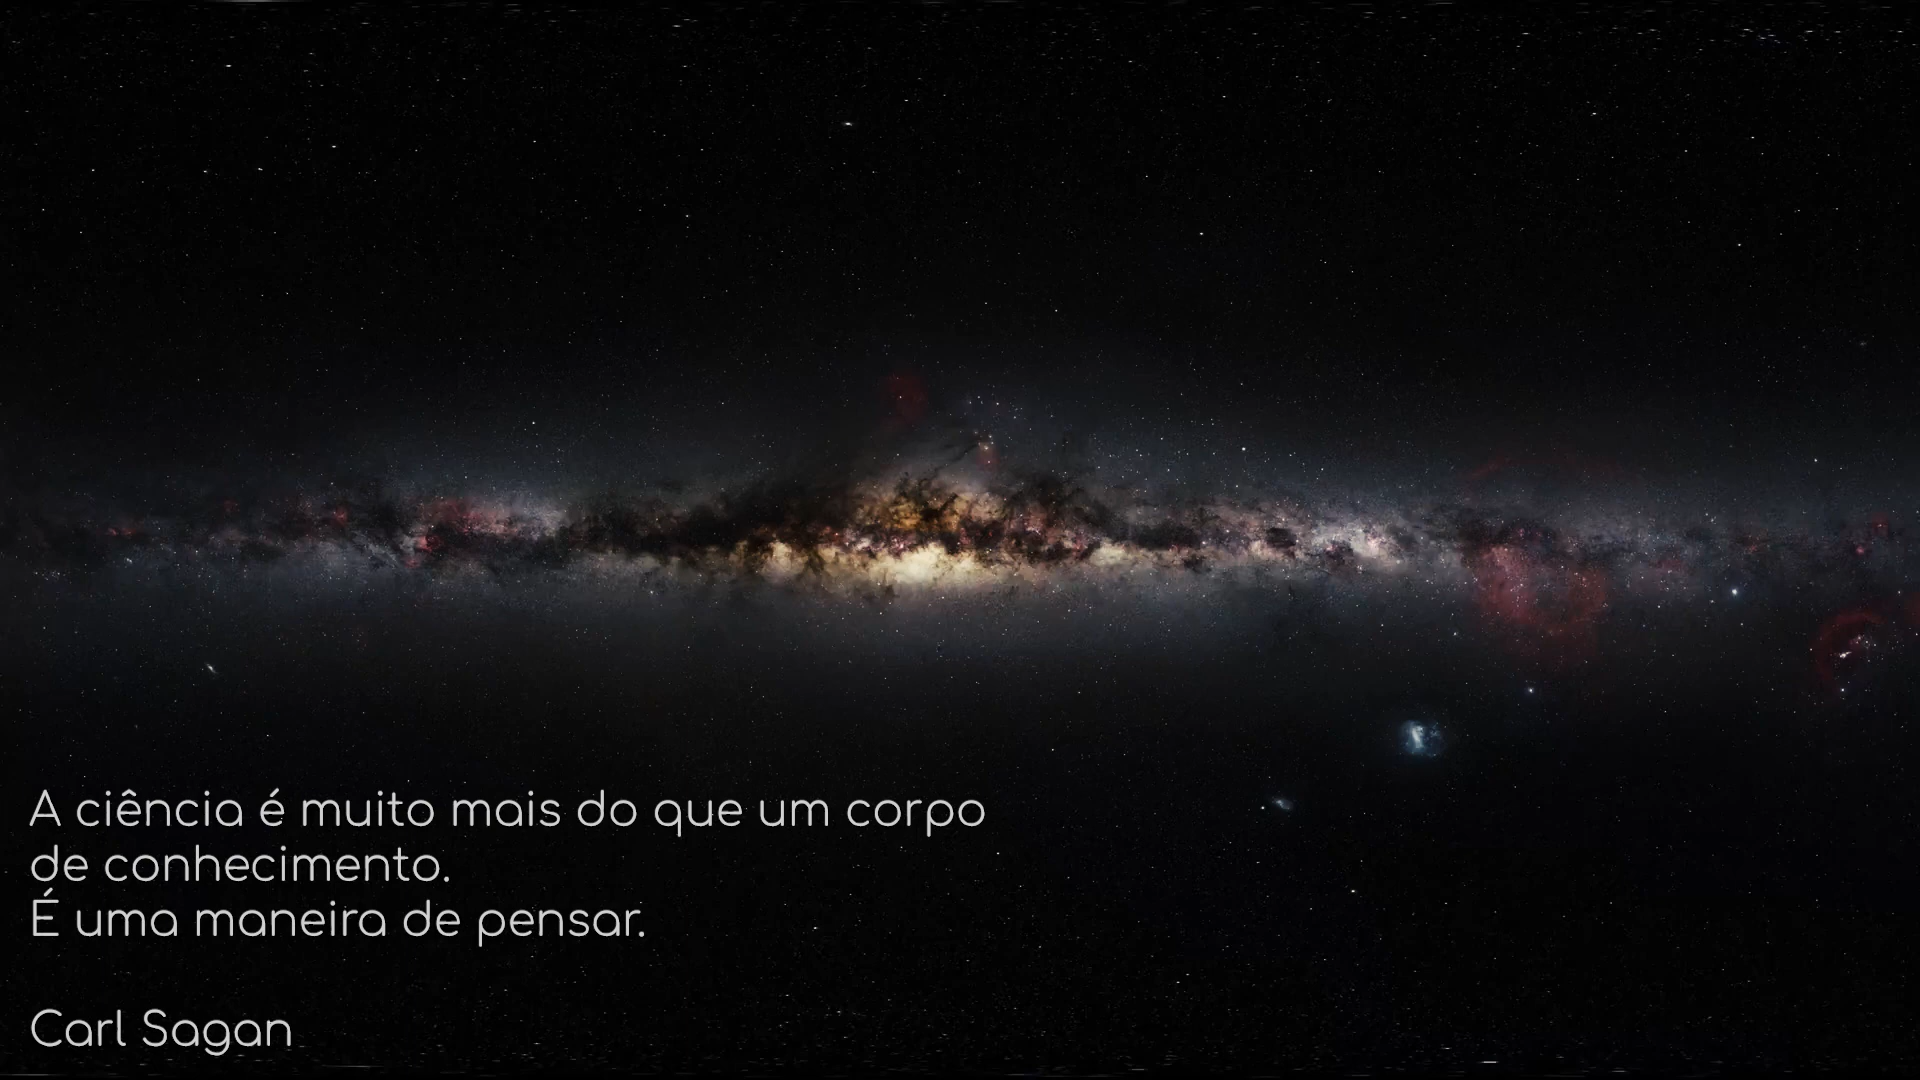 A ciência é muito mais do que um corpo
de conhecimento.
É uma maneira de pensar.
Carl Sagan